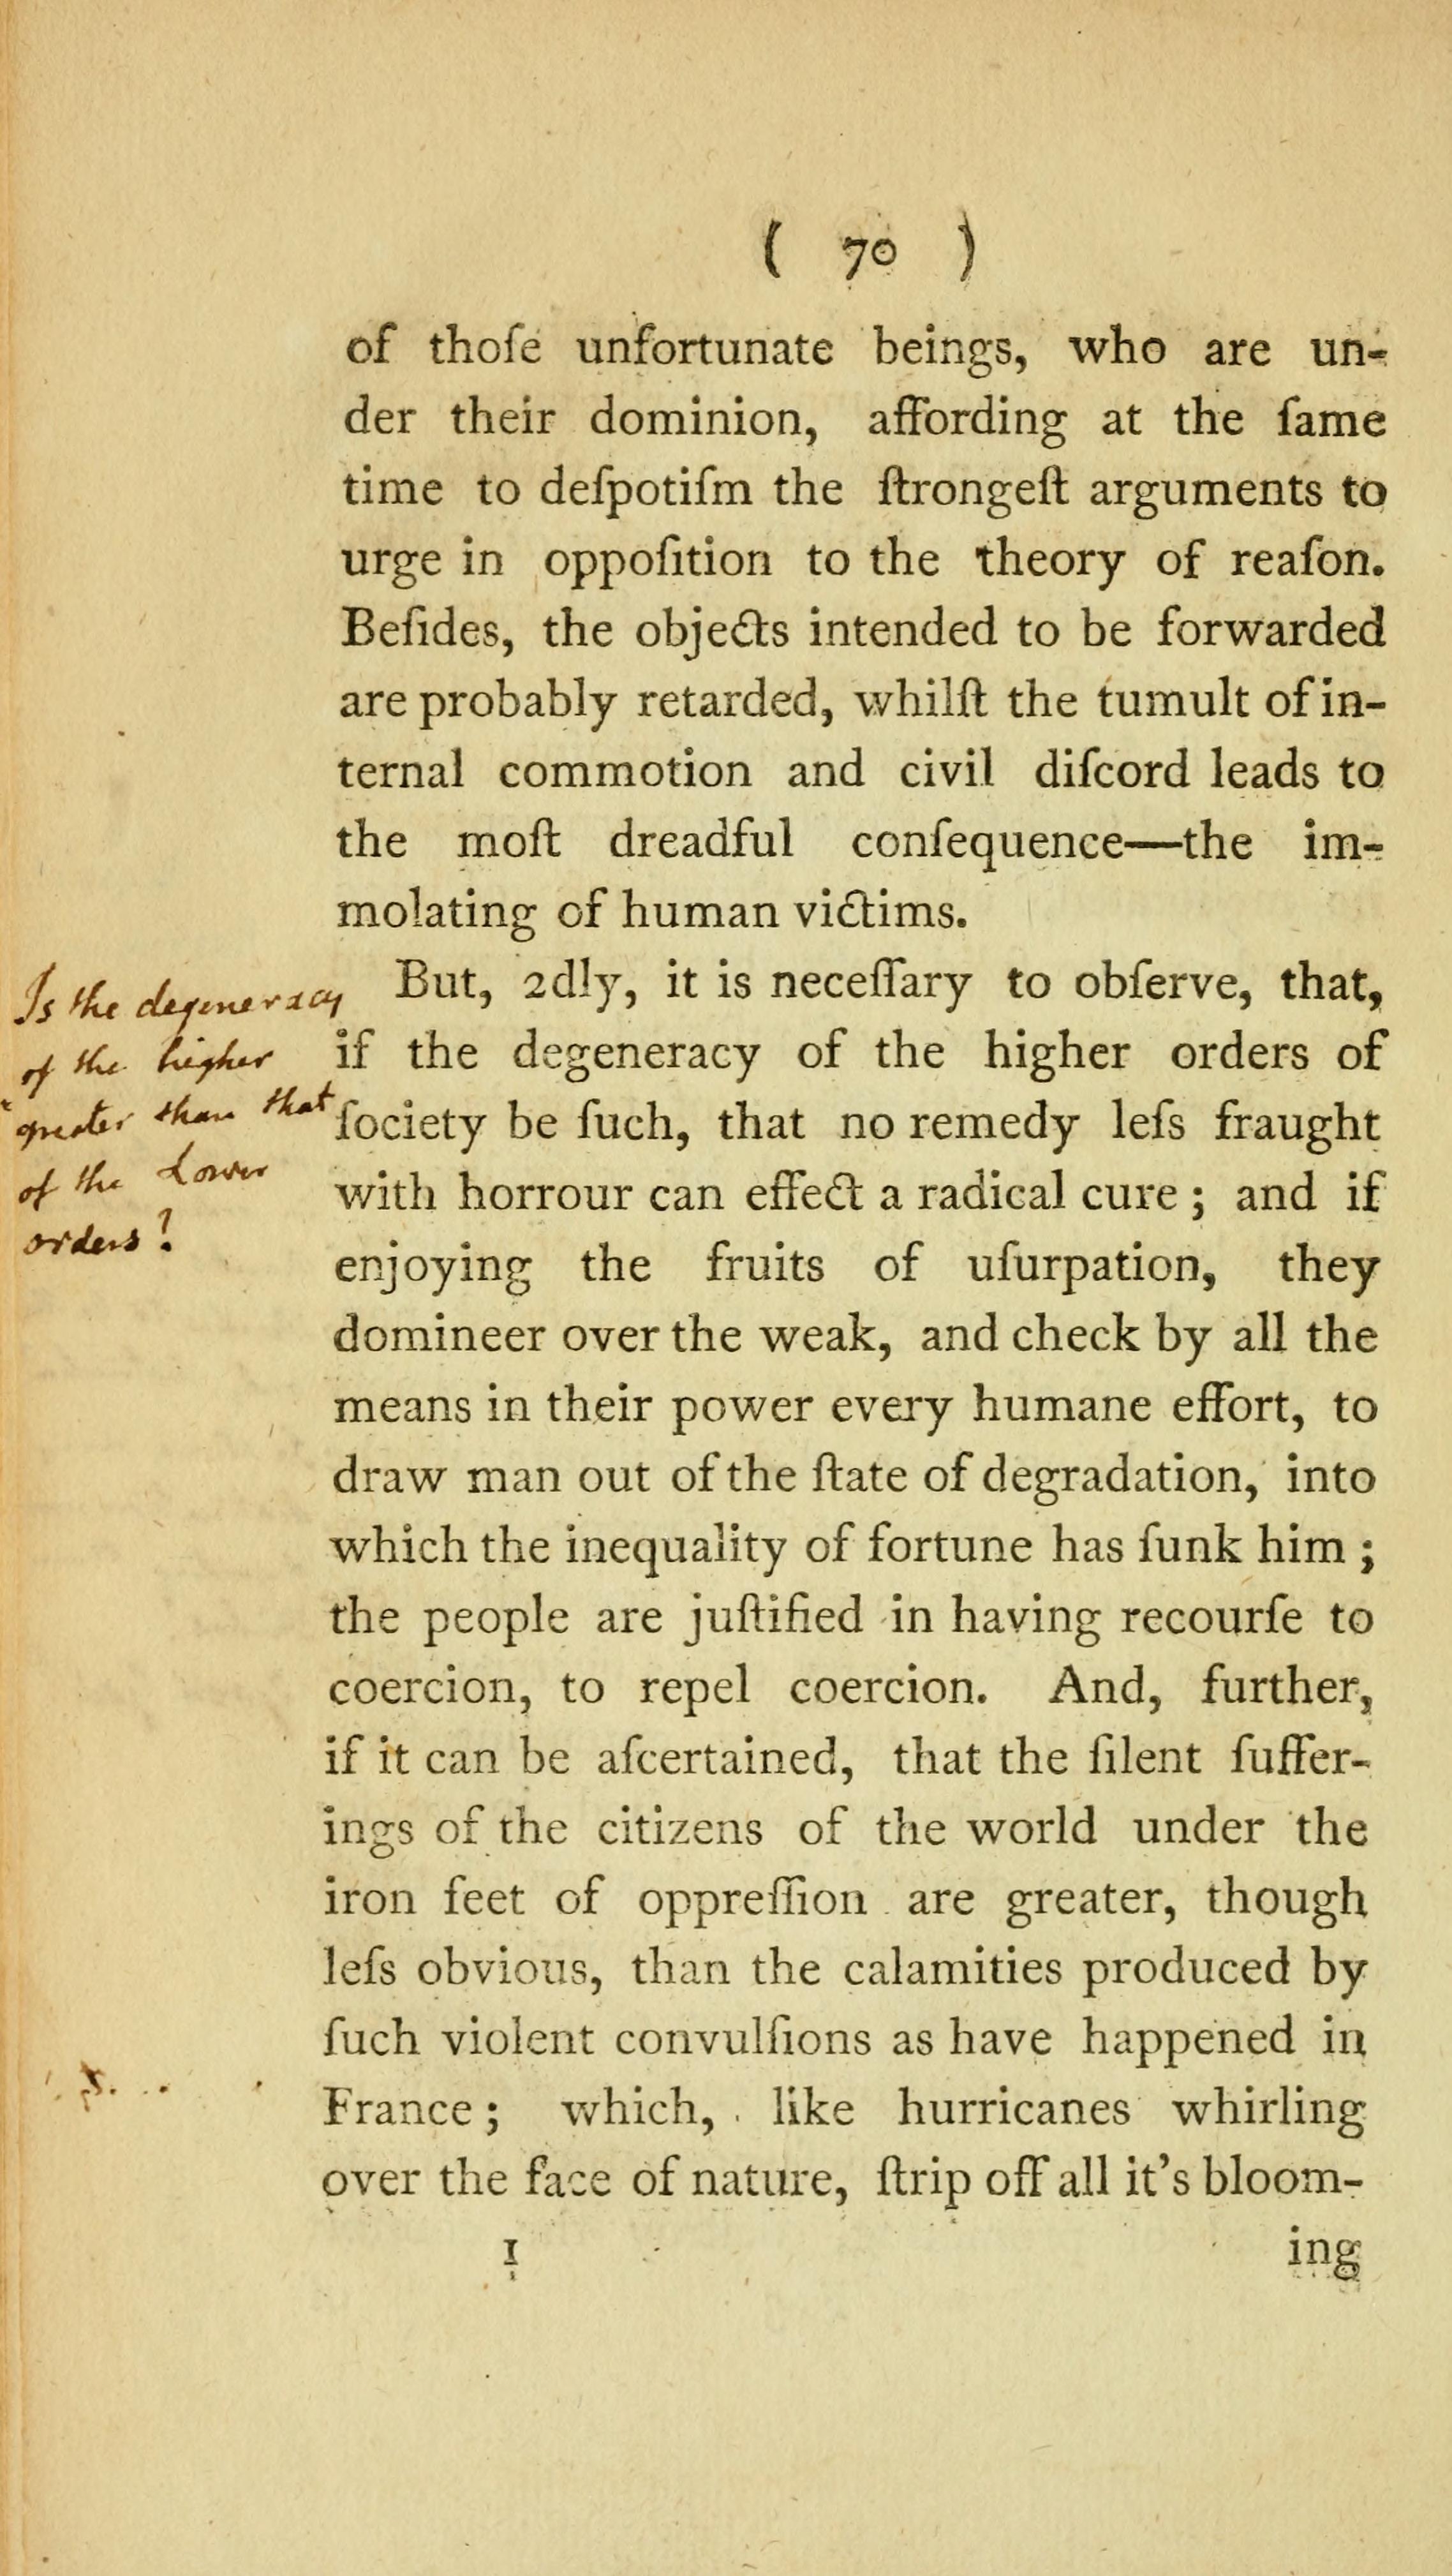 ( 70 )
of thoſe unfortunate beings, who are un-
der their dominion, affording at the ſame
time to deſpotiſm the ſtrongeſt arguments to
urge in oppoſition to the theory of reaſon.
Beſides, the objects intended to be forwarded
are probably retarded, whilſt the tumult of in-
ternal commotion and civil diſcord leads to
the moſt dreadful conſequence—the im-
molating of human victims.
But, 2dly, it is neceſſary to obſerve, that,
if the degeneracy of the higher orders of
ſociety be ſuch, that no remedy leſs fraught
with horrour can effect a radical cure ; and if
enjoying the fruits of uſurpation, they
domineer over the weak, and check by all the
means in their power every humane effort, to
draw man out of the ſtate of degradation, into
which the inequality of fortune has ſunk him ;
the people are juſtified in having recourſe to
coercion, to repel coercion. And, further,
if it can be aſcertained, that the ſilent ſuffer-
ings of the citizens of the world under the
iron feet of oppreſſion are greater, though
leſs obvious, than the calamities produced by
ſuch violent convulſions as have happened in
France ; which, like hurricanes whirling
over the face of nature, ſtrip off all it's bloom-
1 ing
Is the degeneracy
of the higher
greater than that
of the Lower
orders?